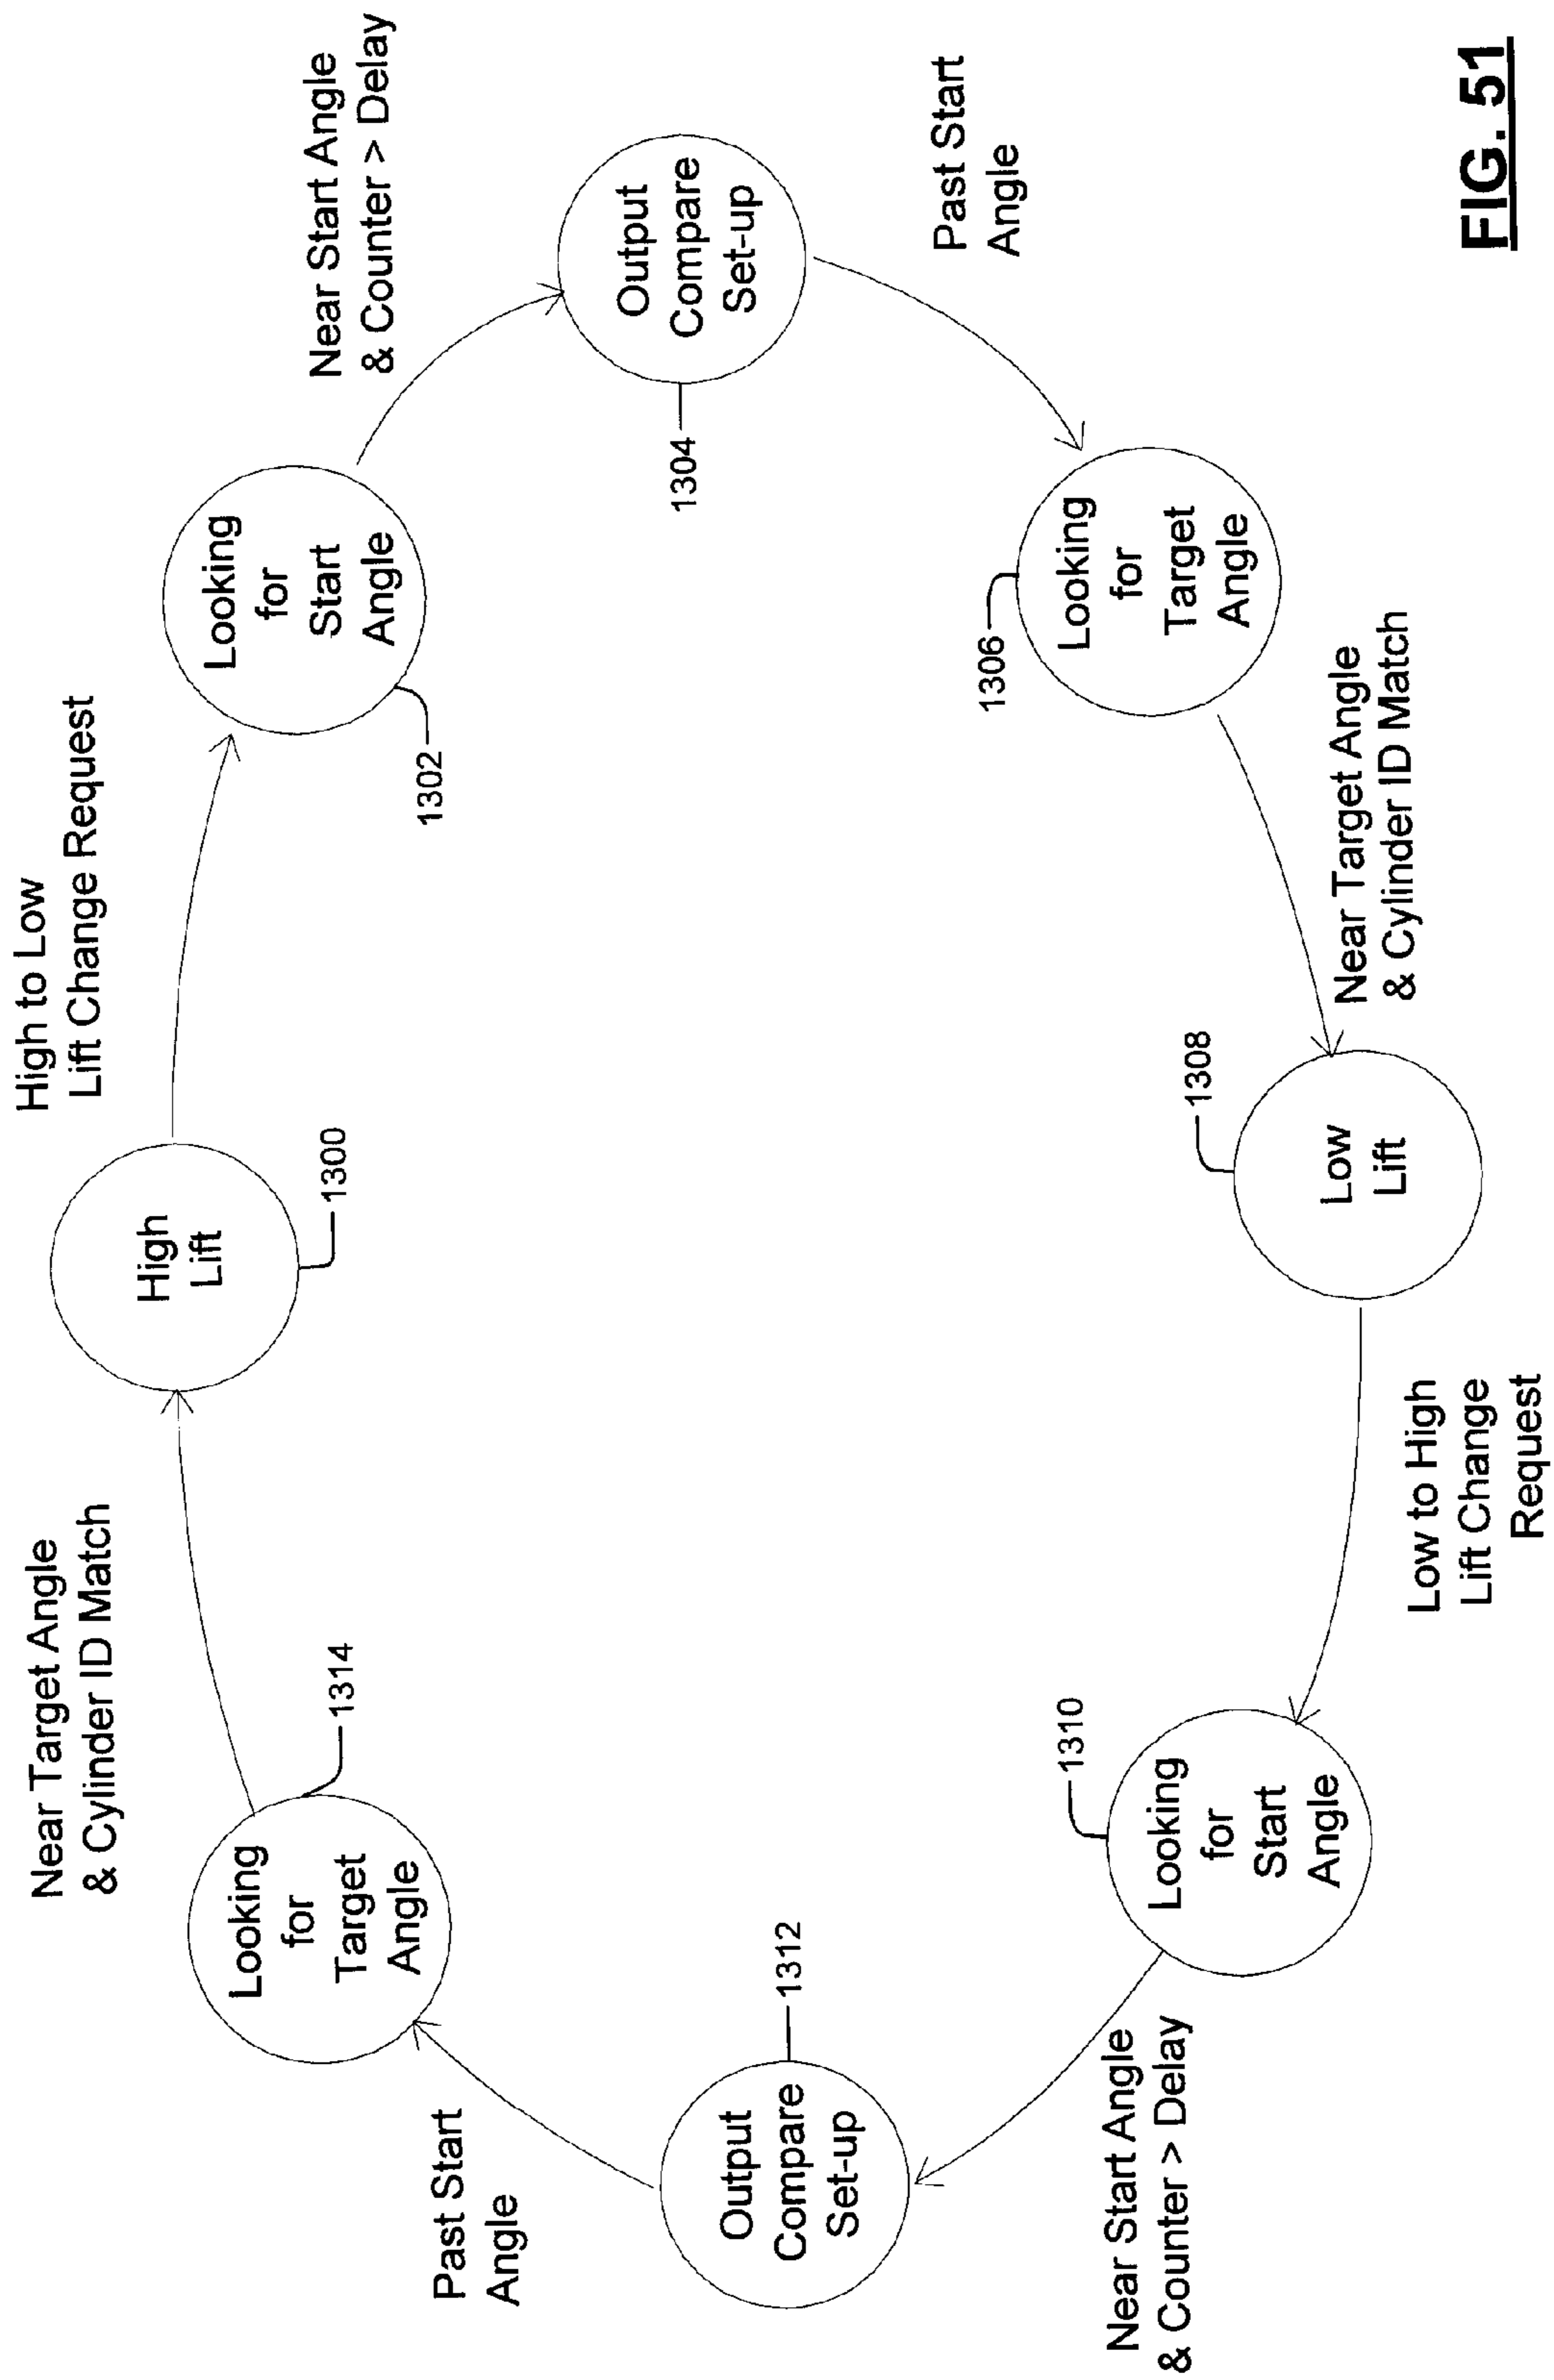 High to Low
Lift Change Request
Near Target Angle
& Cylinder ID Match
High
Lift
1300
Looking
for
Start
Angle
1302
Near Start Angle
& Counter > Delay
Output
Compare
Set-up
1304
Past Start
Angle
Looking
for
Target
Angle
1306
Near Target Angle
& Cylinder ID Match
Low
Lift
1308
Low to High
Lift Change
Request
Looking
for
Start
Angle
1310
Near Start Angle
& Counter > Delay
Output
Compare
Set-up
1312
Past Start
Angle
Looking
for
Target
Angle
1314
FIG. 51